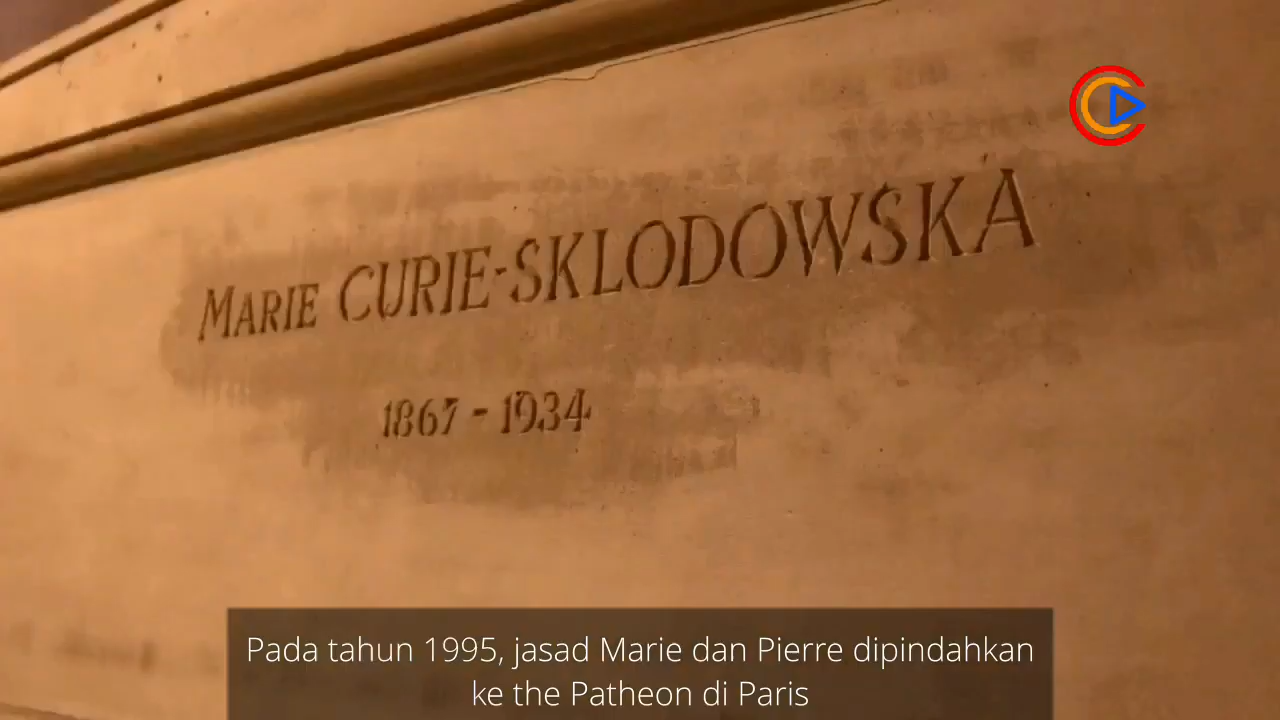 MARIE CURIE-SKLODOWSKA
1867 - 1934
Pada tahun 1995, jasad Marie dan Pierre dipindahkan
ke the Patheon di Paris